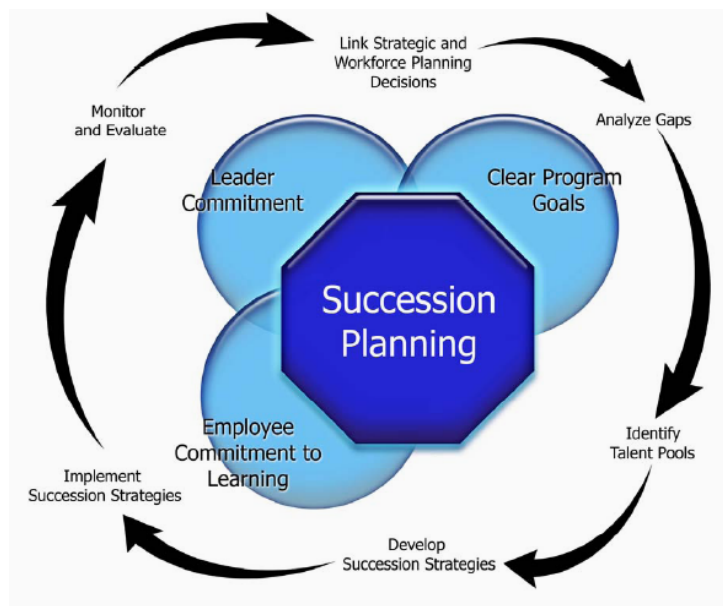 Link Strategic and
Workforce Planning
Decisions
Monitor
and Evaluate
Analyze Gaps
Leader
Commitment
Clear Program
Goals
Succession
Planning
Employee
Commitment to
Learning
Identify
Talent Pools
Implement
Succession Strategies
Develop
Succession Strategies